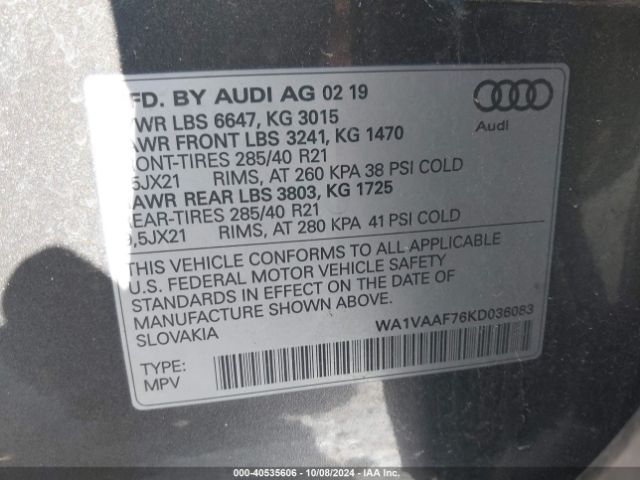 FD. BY AUDI AG 02 19
WR LBS 6647, KG 3015
AWR FRONT LBS 3241, KG 1470
ONT-TIRES 285/40 R21
5JX21 RIMS, AT 260 KPA 38 PSI COLD
AWR REAR LBS 3803, KG 1725
EAR-TIRES 285/40 R21
9,5JX21 RIMS, AT 280 KPA 41 PSI COLD
Audi
THIS VEHICLE CONFORMS TO ALL APPLICABLE
U.S. FEDERAL MOTOR VEHICLE SAFETY
STANDARDS IN EFFECT ON THE DATE OF
MANUFACTURE SHOWN ABOVE.
SLOVAKIA
WA1VAAF76KD036083
TYPE:
MPV
000-40535606 - 10/08/2024 - IAA Inc.